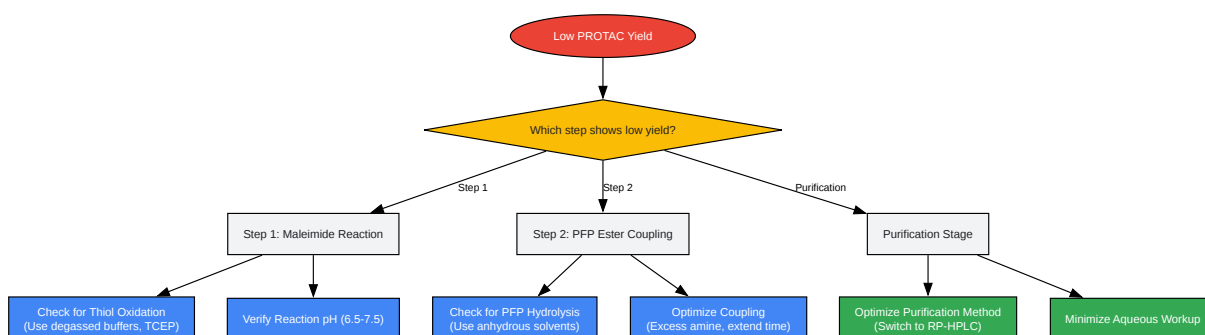 Low PROTAC Yield
Which step shows low yield?
Step 1
Step 2
Purification
Step 1: Maleimide Reaction
Step 2: PFP Ester Coupling
Purification Stage
Check for Thiol Oxidation
(Use degassed buffers, TCEP)
Verify Reaction pH (6.5-7.5)
Check for PFP Hydrolysis
(Use anhydrous solvents)
Optimize Coupling
(Excess amine, extend time)
Optimize Purification Method
(Switch to RP-HPLC)
Minimize Aqueous Workup